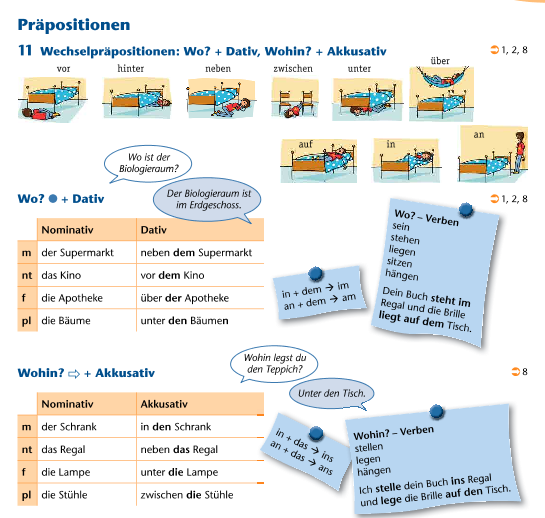 Präpositionen
11 Wechselpräpositionen: Wo? + Dativ, Wohin? + Akkusativ
1, 2, 8
vor
hinter
neben
zwischen
unter
über
auf
in
an
Wo ist der
Biologieraum?
Der Biologieraum ist
im Erdgeschoss.
Wo? + Dativ
1, 2, 8
Nominativ Dativ
m der Supermarkt neben dem Supermarkt
nt das Kino vor dem Kino
f die Apotheke über der Apotheke
pl die Bäume unter den Bäumen
in + dem → im
an + dem → am
Wo? – Verben
sein
stehen
liegen
sitzen
hängen
Dein Buch steht im
Regal und die Brille
liegt auf dem Tisch.
Wohin legst du
den Teppich?
Unter den Tisch.
Wohin? ⇨ + Akkusativ
8
Nominativ Akkusativ
m der Schrank in den Schrank
nt das Regal neben das Regal
f die Lampe unter die Lampe
pl die Stühle zwischen die Stühle
in + das → ins
an + das → ans
Wohin? – Verben
stellen
legen
hängen
Ich stelle dein Buch ins Regal
und lege die Brille auf den Tisch.